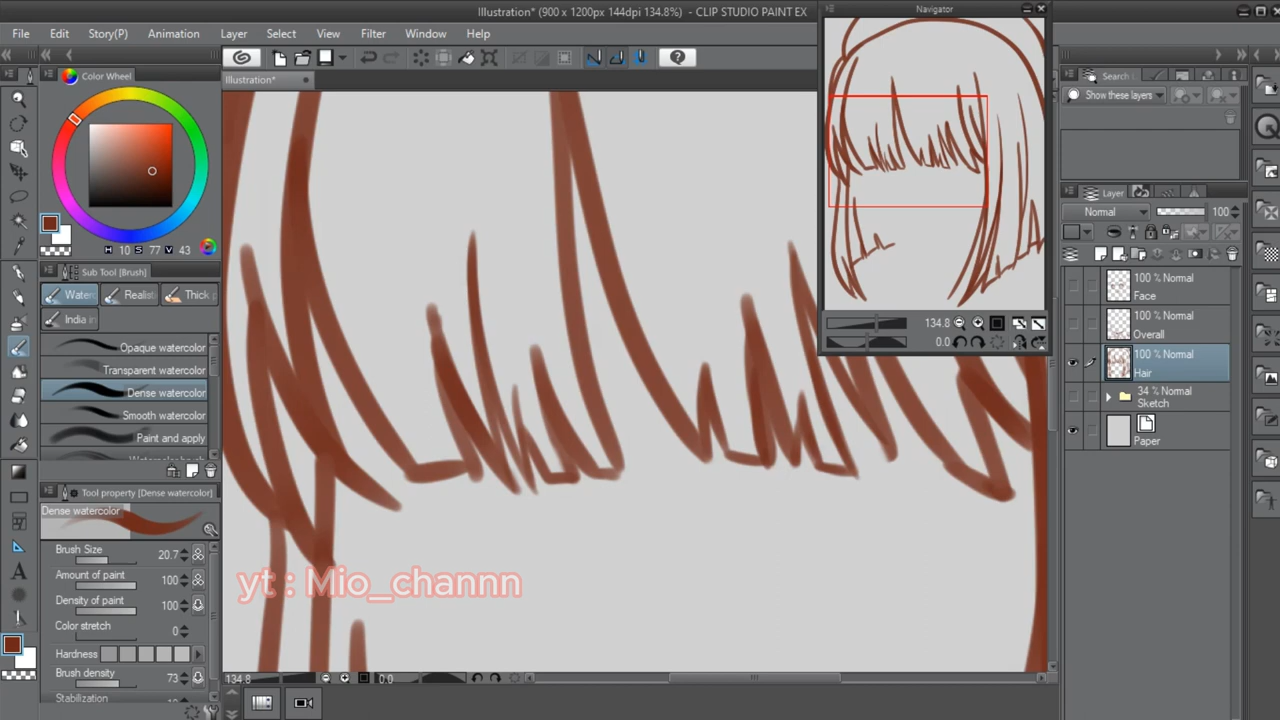 Illustration* (900 x 1200px 144dpi 134.8%) - CLIP STUDIO PAINT EX
File Edit Story(P) Animation Layer Select View Filter Window Help
Navigator
134.8
0.0
Color Wheel
H 10 S 77 V 43
Illustration*
Search
Show these layers
Layer
Normal 100
100 % Normal
Face
100 % Normal
Overall
100 % Normal
Hair
34 % Normal
Sketch
Paper
Sub Tool [Brush]
Waterc Realist Thick p
India in
Opaque watercolor
Transparent watercolor
Dense watercolor
Smooth watercolor
Paint and apply
Tool property [Dense watercolor]
Dense watercolor
Brush Size 20.7
Amount of paint 100
Density of paint 100
Color stretch 0
Hardness
Brush density 73
Stabilization
yt : Mio_channn
134.8 0.0